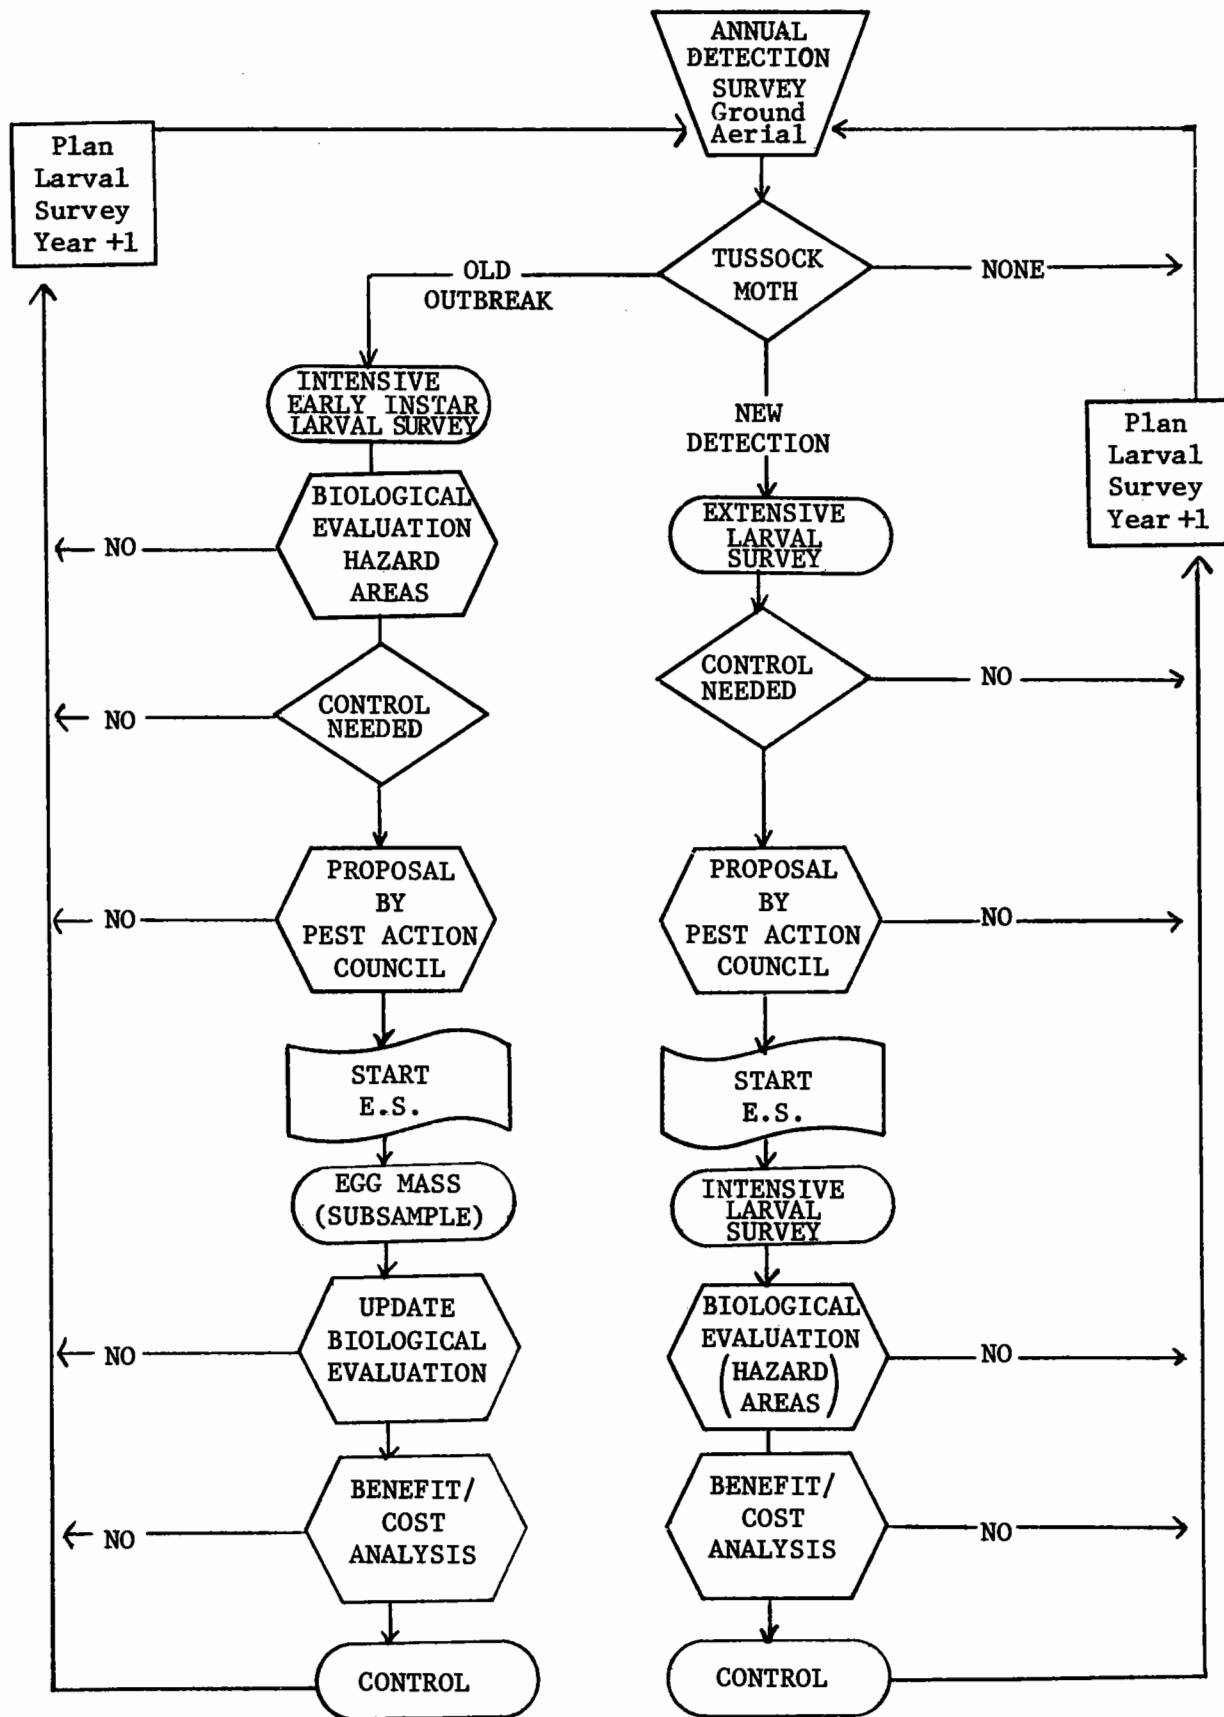 ANNUAL
DETECTION
SURVEY
Ground
Aerial
Plan
Larval
Survey
Year +1
TUSSOCK
MOTH
NONE
OLD
OUTBREAK
INTENSIVE
EARLY INSTAR
LARVAL SURVEY
NEW
DETECTION
Plan
Larval
Survey
Year +1
BIOLOGICAL
EVALUATION
HAZARD
AREAS
NO
EXTENSIVE
LARVAL
SURVEY
CONTROL
NEEDED
NO
CONTROL
NEEDED
NO
PROPOSAL
BY
PEST ACTION
COUNCIL
NO
PROPOSAL
BY
PEST ACTION
COUNCIL
NO
START
E.S.
START
E.S.
EGG MASS
(SUBSAMPLE)
INTENSIVE
LARVAL
SURVEY
UPDATE
BIOLOGICAL
EVALUATION
NO
BIOLOGICAL
EVALUATION
(HAZARD
AREAS)
NO
BENEFIT/
COST
ANALYSIS
NO
BENEFIT/
COST
ANALYSIS
NO
CONTROL
CONTROL